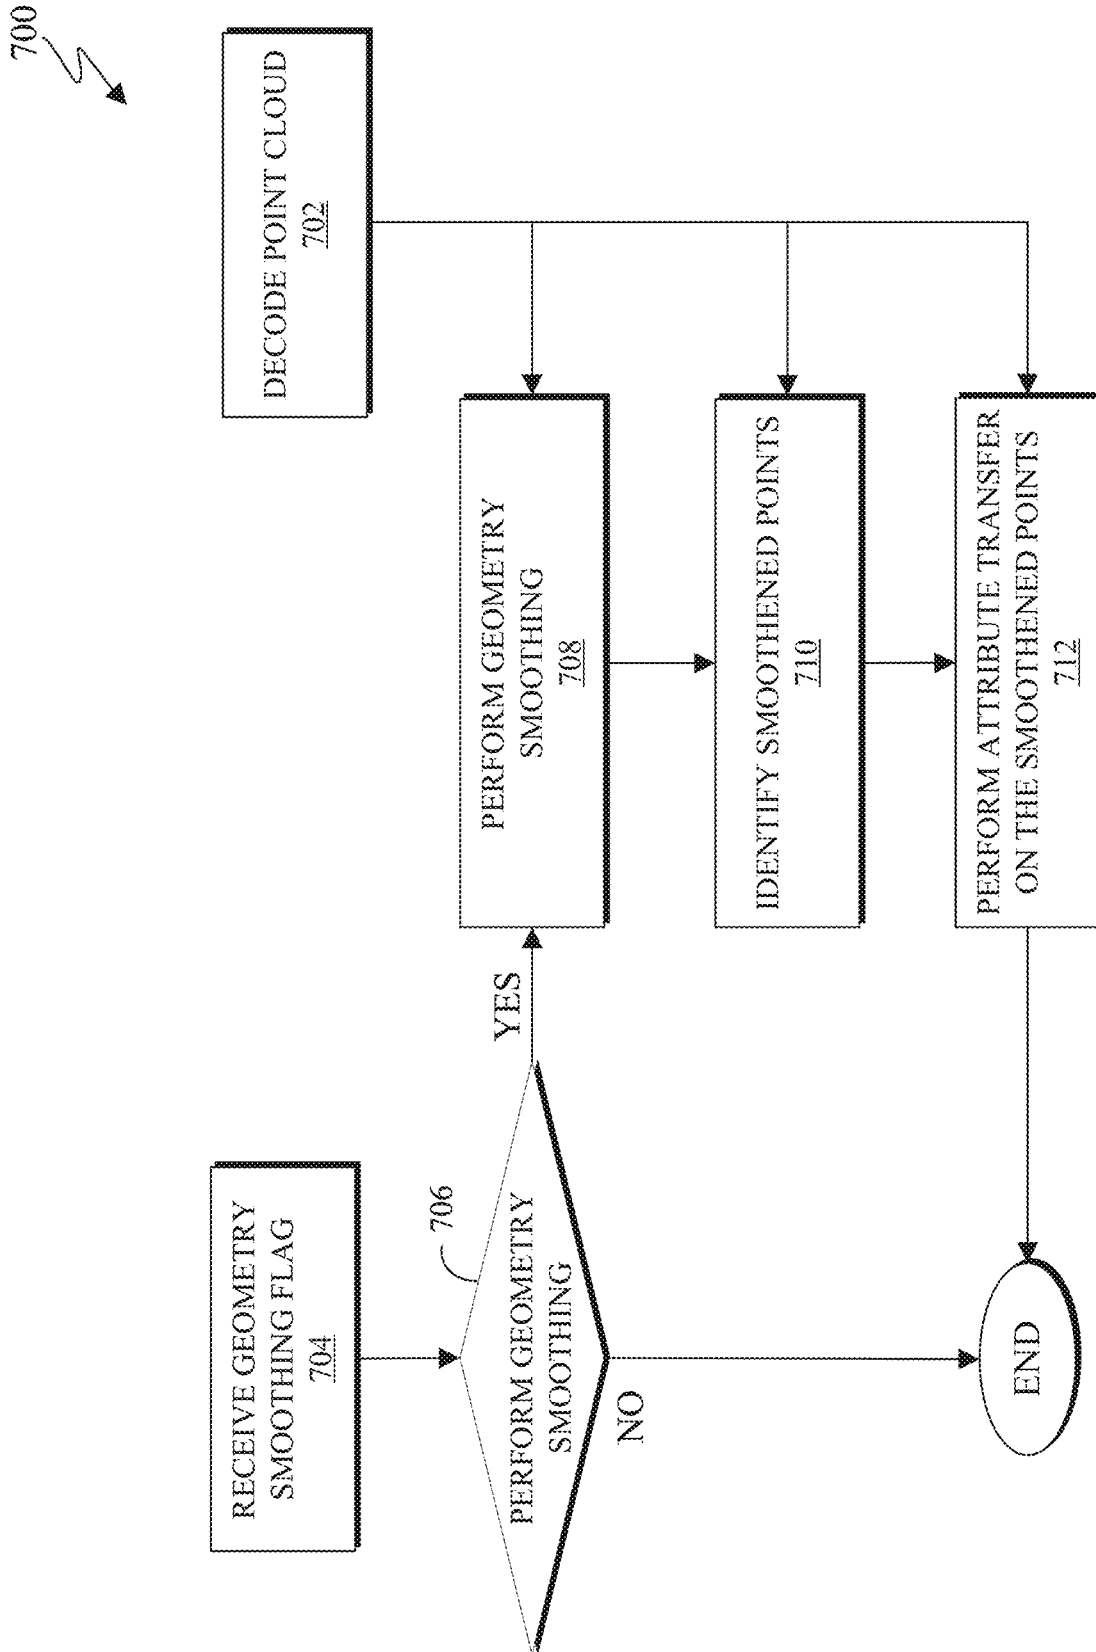 700
RECEIVE GEOMETRY
SMOOTHING FLAG
704
DECODE POINT CLOUD
702
706
PERFORM GEOMETRY
SMOOTHING
YES
NO
PERFORM GEOMETRY
SMOOTHING
708
IDENTIFY SMOOTHENED POINTS
710
PERFORM ATTRIBUTE TRANSFER
ON THE SMOOTHENED POINTS
712
END